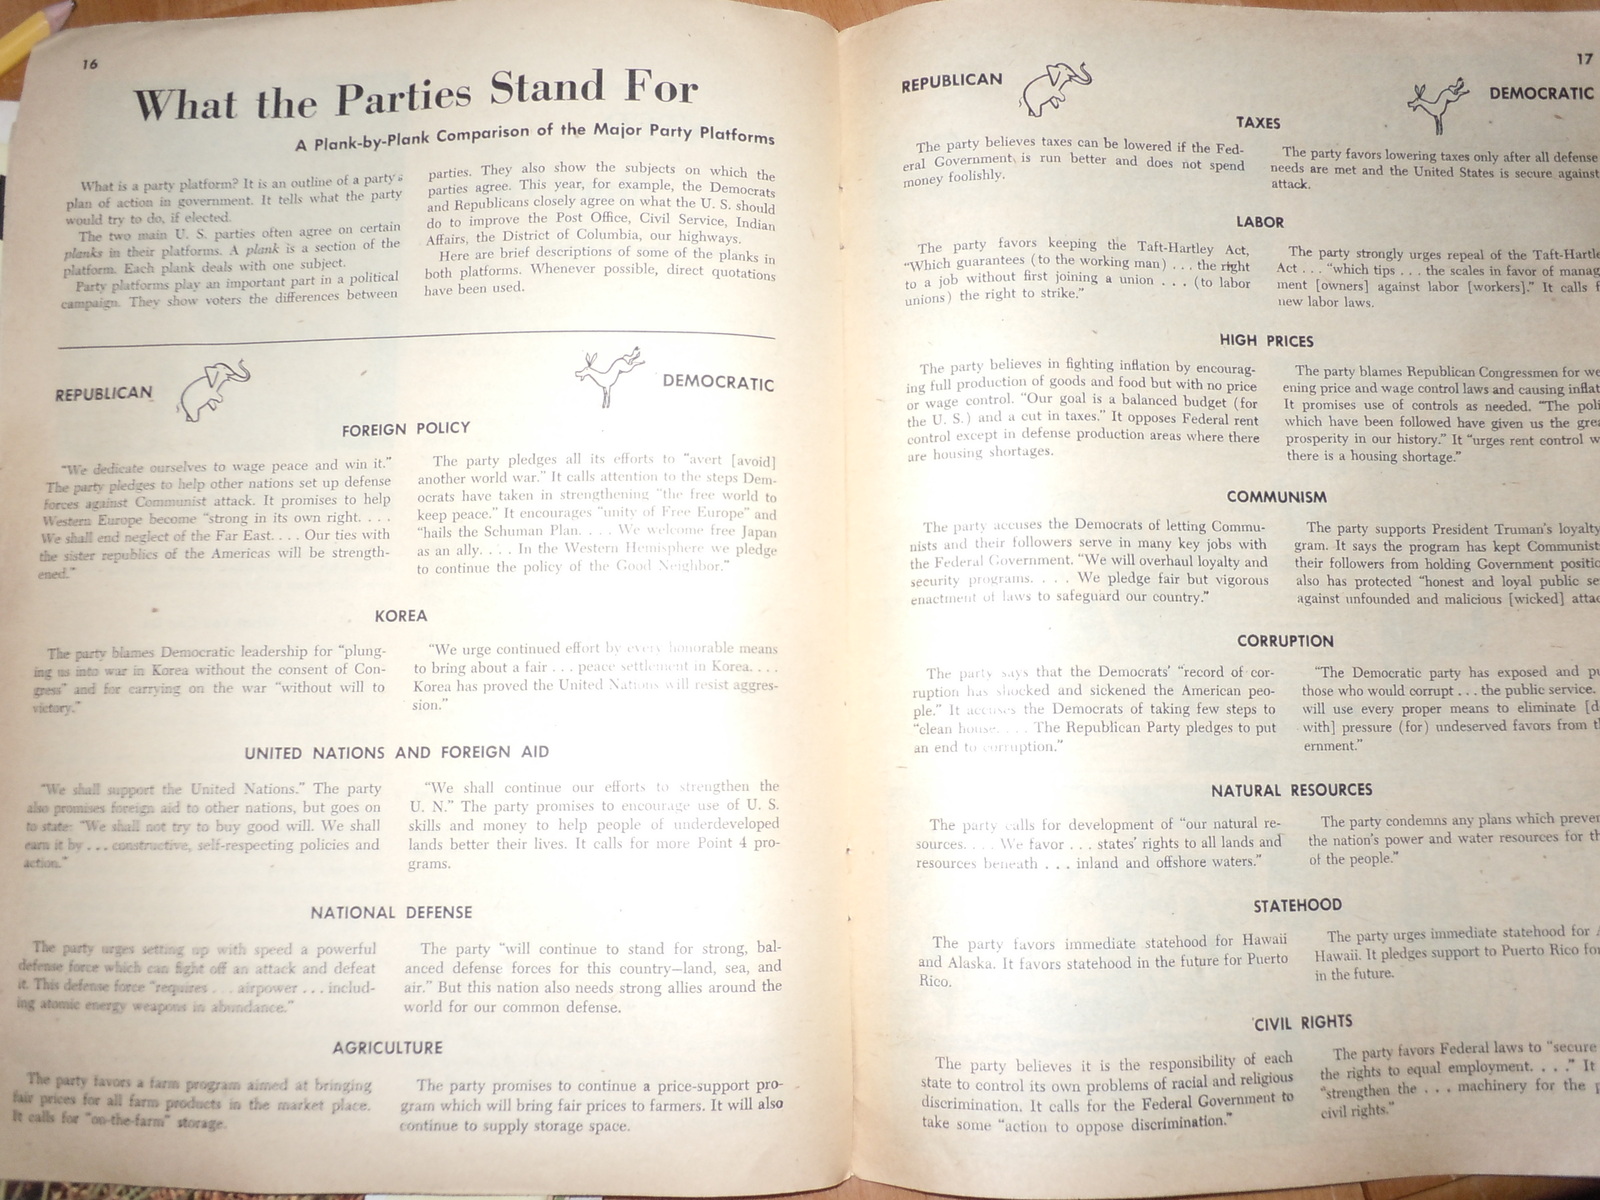 16
What the Parties Stand For
A Plank-by-Plank Comparison of the Major Party Platforms
What is a party platform? It is an outline of a party's
plan of action in government. It tells what the party
would try to do, if elected.
The two main U. S. parties often agree on certain
planks in their platforms. A plank is a section of the
platform. Each plank deals with one subject.
Party platforms play an important part in a political
campaign. They show voters the differences between
parties. They also show the subjects on which the
parties agree. This year, for example, the Democrats
and Republicans closely agree on what the U. S. should
do to improve the Post Office, Civil Service, Indian
Affairs, the District of Columbia, our highways.
Here are brief descriptions of some of the planks in
both platforms. Whenever possible, direct quotations
have been used.
REPUBLICAN
DEMOCRATIC
FOREIGN POLICY
"We dedicate ourselves to wage peace and win it."
The party pledges to help other nations set up defense
forces against Communist attack. It promises to help
Western Europe become "strong in its own right. . . .
We shall end neglect of the Far East. . . . Our ties with
the sister republics of the Americas will be strength-
ened."
The party pledges all its efforts to "avert [avoid]
another world war." It calls attention to the steps Dem-
ocrats have taken in strengthening "the free world to
keep peace." It encourages "unity of Free Europe" and
"hails the Schuman Plan. . . . We welcome free Japan
as an ally. . . . In the Western Hemisphere we pledge
to continue the policy of the Good Neighbor."
KOREA
The party blames Democratic leadership for "plung-
ing us into war in Korea without the consent of Con-
gress" and for carrying on the war "without will to
victory."
"We urge continued effort by every honorable means
to bring about a fair . . . peace settlement in Korea. . . .
Korea has proved the United Nations will resist aggres-
sion."
UNITED NATIONS AND FOREIGN AID
"We shall support the United Nations." The party
also promises foreign aid to other nations, but goes on
to state: "We shall not try to buy good will. We shall
earn it by . . . constructive, self-respecting policies and
action."
"We shall continue our efforts to strengthen the
U. N." The party promises to encourage use of U. S.
skills and money to help people of underdeveloped
lands better their lives. It calls for more Point 4 pro-
grams.
NATIONAL DEFENSE
The party urges setting up with speed a powerful
defense force which can fight off an attack and defeat
it. This defense force "requires . . . airpower . . . includ-
ing atomic energy weapons in abundance."
The party "will continue to stand for strong, bal-
anced defense forces for this country—land, sea, and
air." But this nation also needs strong allies around the
world for our common defense.
AGRICULTURE
The party favors a farm program aimed at bringing
fair prices for all farm products in the market place.
It calls for "on-the-farm" storage.
The party promises to continue a price-support pro-
gram which will bring fair prices to farmers. It will also
continue to supply storage space.
17
REPUBLICAN
DEMOCRATIC
TAXES
The party believes taxes can be lowered if the Fed-
eral Government is run better and does not spend
money foolishly.
The party favors lowering taxes only after all defense
needs are met and the United States is secure against
attack.
LABOR
The party favors keeping the Taft-Hartley Act,
"Which guarantees (to the working man) . . . the right
to a job without first joining a union . . . (to labor
unions) the right to strike."
The party strongly urges repeal of the Taft-Hartle
Act . . . "which tips . . . the scales in favor of manag
ment [owners] against labor [workers]." It calls f
new labor laws.
HIGH PRICES
The party believes in fighting inflation by encourag-
ing full production of goods and food but with no price
or wage control. "Our goal is a balanced budget (for
the U. S.) and a cut in taxes." It opposes Federal rent
control except in defense production areas where there
are housing shortages.
The party blames Republican Congressmen for we
ening price and wage control laws and causing inflat
It promises use of controls as needed. "The poli
which have been followed have given us the grea
prosperity in our history." It "urges rent control w
there is a housing shortage."
COMMUNISM
The party accuses the Democrats of letting Commu-
nists and their followers serve in many key jobs with
the Federal Government. "We will overhaul loyalty and
security programs. . . . We pledge fair but vigorous
enactment of laws to safeguard our country."
The party supports President Truman's loyalty
gram. It says the program has kept Communist
their followers from holding Government positio
also has protected "honest and loyal public se
against unfounded and malicious [wicked] attac
CORRUPTION
The party says that the Democrats' "record of cor-
ruption has shocked and sickened the American peo-
ple." It accuses the Democrats of taking few steps to
"clean house. . . . The Republican Party pledges to put
an end to corruption."
"The Democratic party has exposed and pu
those who would corrupt . . . the public service.
will use every proper means to eliminate [d
with] pressure (for) undeserved favors from t
ernment."
NATURAL RESOURCES
The party calls for development of "our natural re-
sources. . . . We favor . . . states' rights to all lands and
resources beneath . . . inland and offshore waters."
The party condemns any plans which preven
the nation's power and water resources for th
of the people."
STATEHOOD
The party favors immediate statehood for Hawaii
and Alaska. It favors statehood in the future for Puerto
Rico.
The party urges immediate statehood for A
Hawaii. It pledges support to Puerto Rico for
in the future.
CIVIL RIGHTS
The party believes it is the responsibility of each
state to control its own problems of racial and religious
discrimination. It calls for the Federal Government to
take some "action to oppose discrimination."
The party favors Federal laws to "secure
the rights to equal employment. . . ." It
"strengthen the . . . machinery for the p
civil rights."